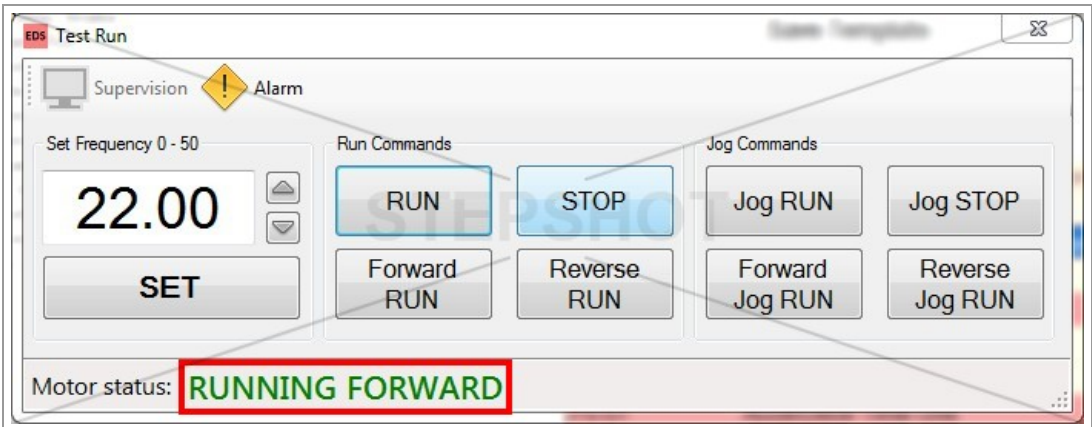 EDS Test Run
Supervision
Alarm
Set Frequency 0 - 50
22.00
SET
Run Commands
RUN
STOP
Forward
RUN
Reverse
RUN
Jog Commands
Jog RUN
Jog STOP
Forward
Jog RUN
Reverse
Jog RUN
STEPSHOT
Motor status: RUNNING FORWARD